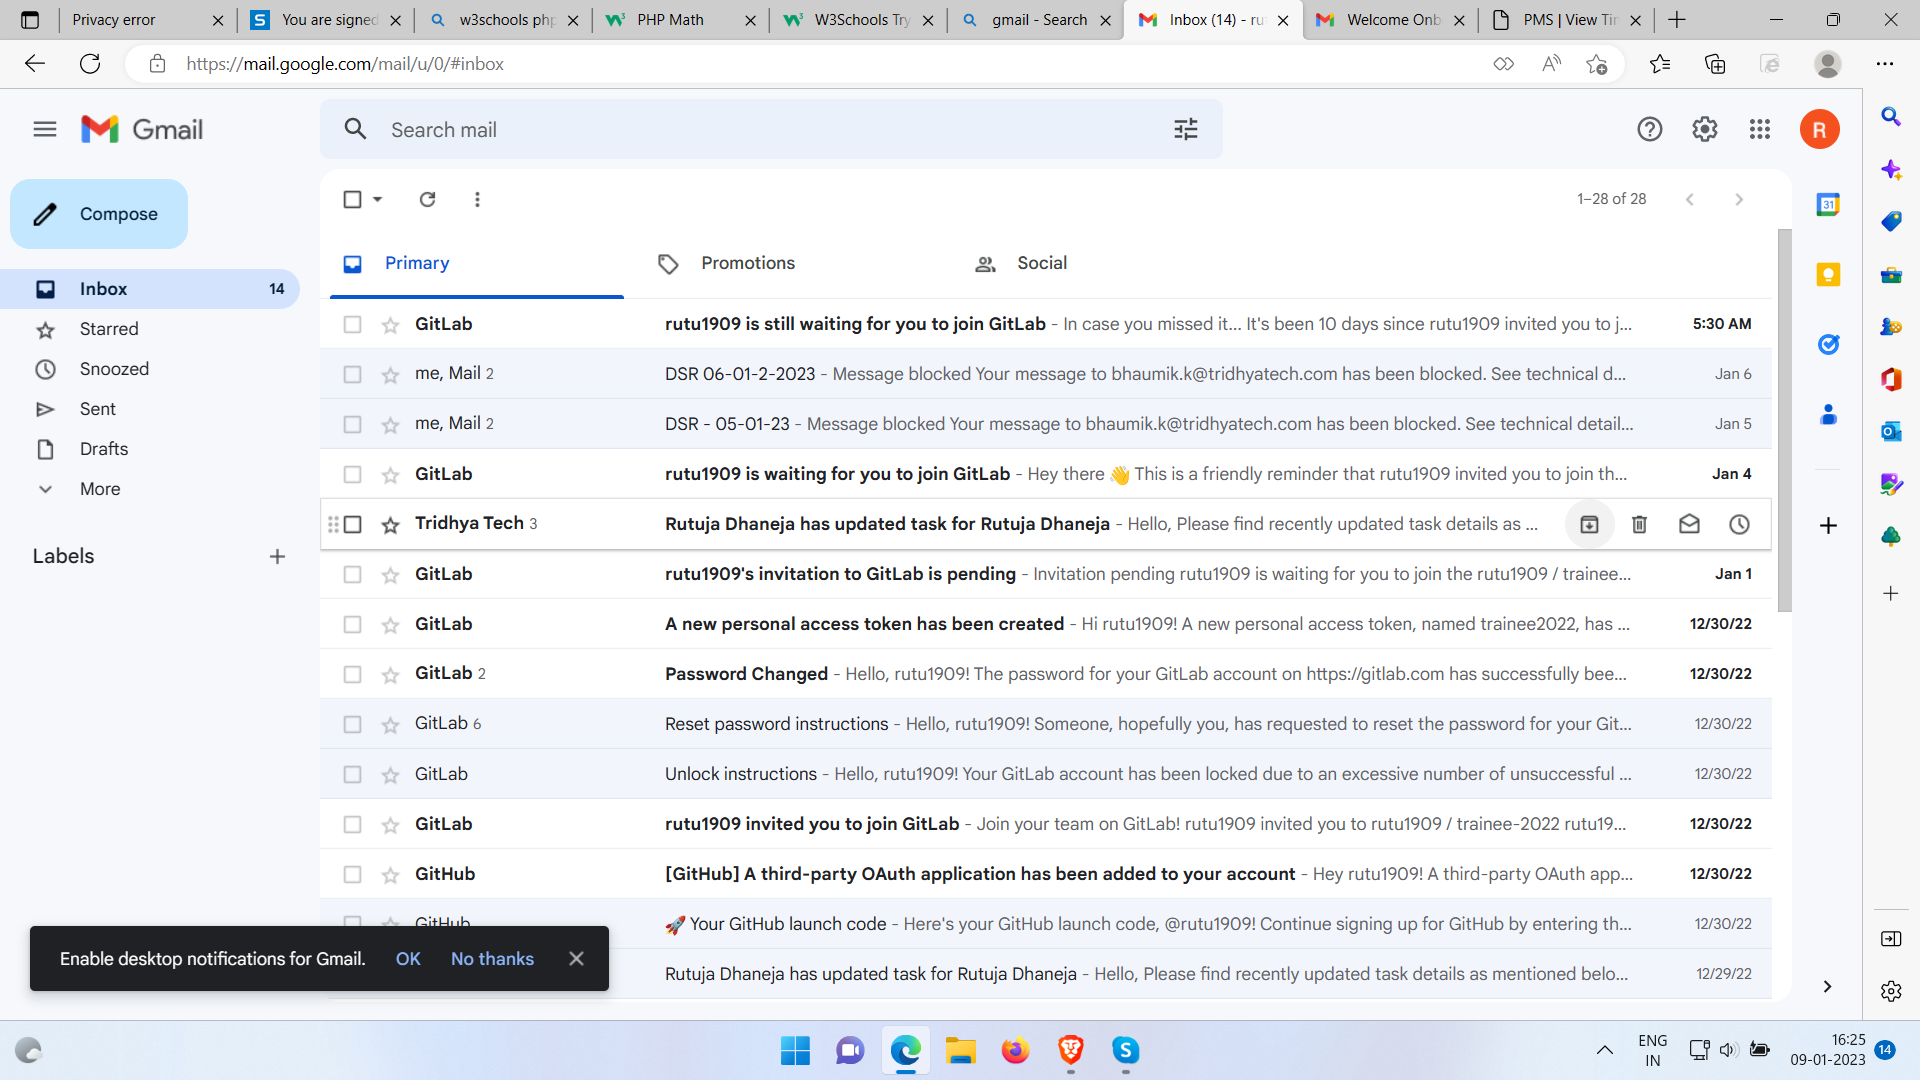 Privacy error
You are signed
w3schools php
PHP Math
W3Schools Try
gmail - Search
Inbox (14) - ru
Welcome Onb
PMS | View Tim
https://mail.google.com/mail/u/0/#inbox
Gmail
Search mail
R
Compose
1–28 of 28
31
Primary
Promotions
Social
Inbox 14
Starred
Snoozed
Sent
Drafts
More
Labels
GitLab rutu1909 is still waiting for you to join GitLab - In case you missed it... It's been 10 days since rutu1909 invited you to j... 5:30 AM
me, Mail 2 DSR 06-01-2-2023 - Message blocked Your message to bhaumik.k@tridhyatech.com has been blocked. See technical d... Jan 6
me, Mail 2 DSR - 05-01-23 - Message blocked Your message to bhaumik.k@tridhyatech.com has been blocked. See technical detail... Jan 5
GitLab rutu1909 is waiting for you to join GitLab - Hey there 👋 This is a friendly reminder that rutu1909 invited you to join th... Jan 4
Tridhya Tech 3 Rutuja Dhaneja has updated task for Rutuja Dhaneja - Hello, Please find recently updated task details as ...
GitLab rutu1909's invitation to GitLab is pending - Invitation pending rutu1909 is waiting for you to join the rutu1909 / trainee... Jan 1
GitLab A new personal access token has been created - Hi rutu1909! A new personal access token, named trainee2022, has ... 12/30/22
GitLab 2 Password Changed - Hello, rutu1909! The password for your GitLab account on https://gitlab.com has successfully bee... 12/30/22
GitLab 6 Reset password instructions - Hello, rutu1909! Someone, hopefully you, has requested to reset the password for your Git... 12/30/22
GitLab Unlock instructions - Hello, rutu1909! Your GitLab account has been locked due to an excessive number of unsuccessful ... 12/30/22
GitLab rutu1909 invited you to join GitLab - Join your team on GitLab! rutu1909 invited you to rutu1909 / trainee-2022 rutu19... 12/30/22
GitHub [GitHub] A third-party OAuth application has been added to your account - Hey rutu1909! A third-party OAuth app... 12/30/22
GitHub 🚀 Your GitHub launch code - Here's your GitHub launch code, @rutu1909! Continue signing up for GitHub by entering th... 12/30/22
Rutuja Dhaneja has updated task for Rutuja Dhaneja - Hello, Please find recently updated task details as mentioned belo... 12/29/22
Enable desktop notifications for Gmail. OK No thanks
ENG
IN
16:25
09-01-2023
14